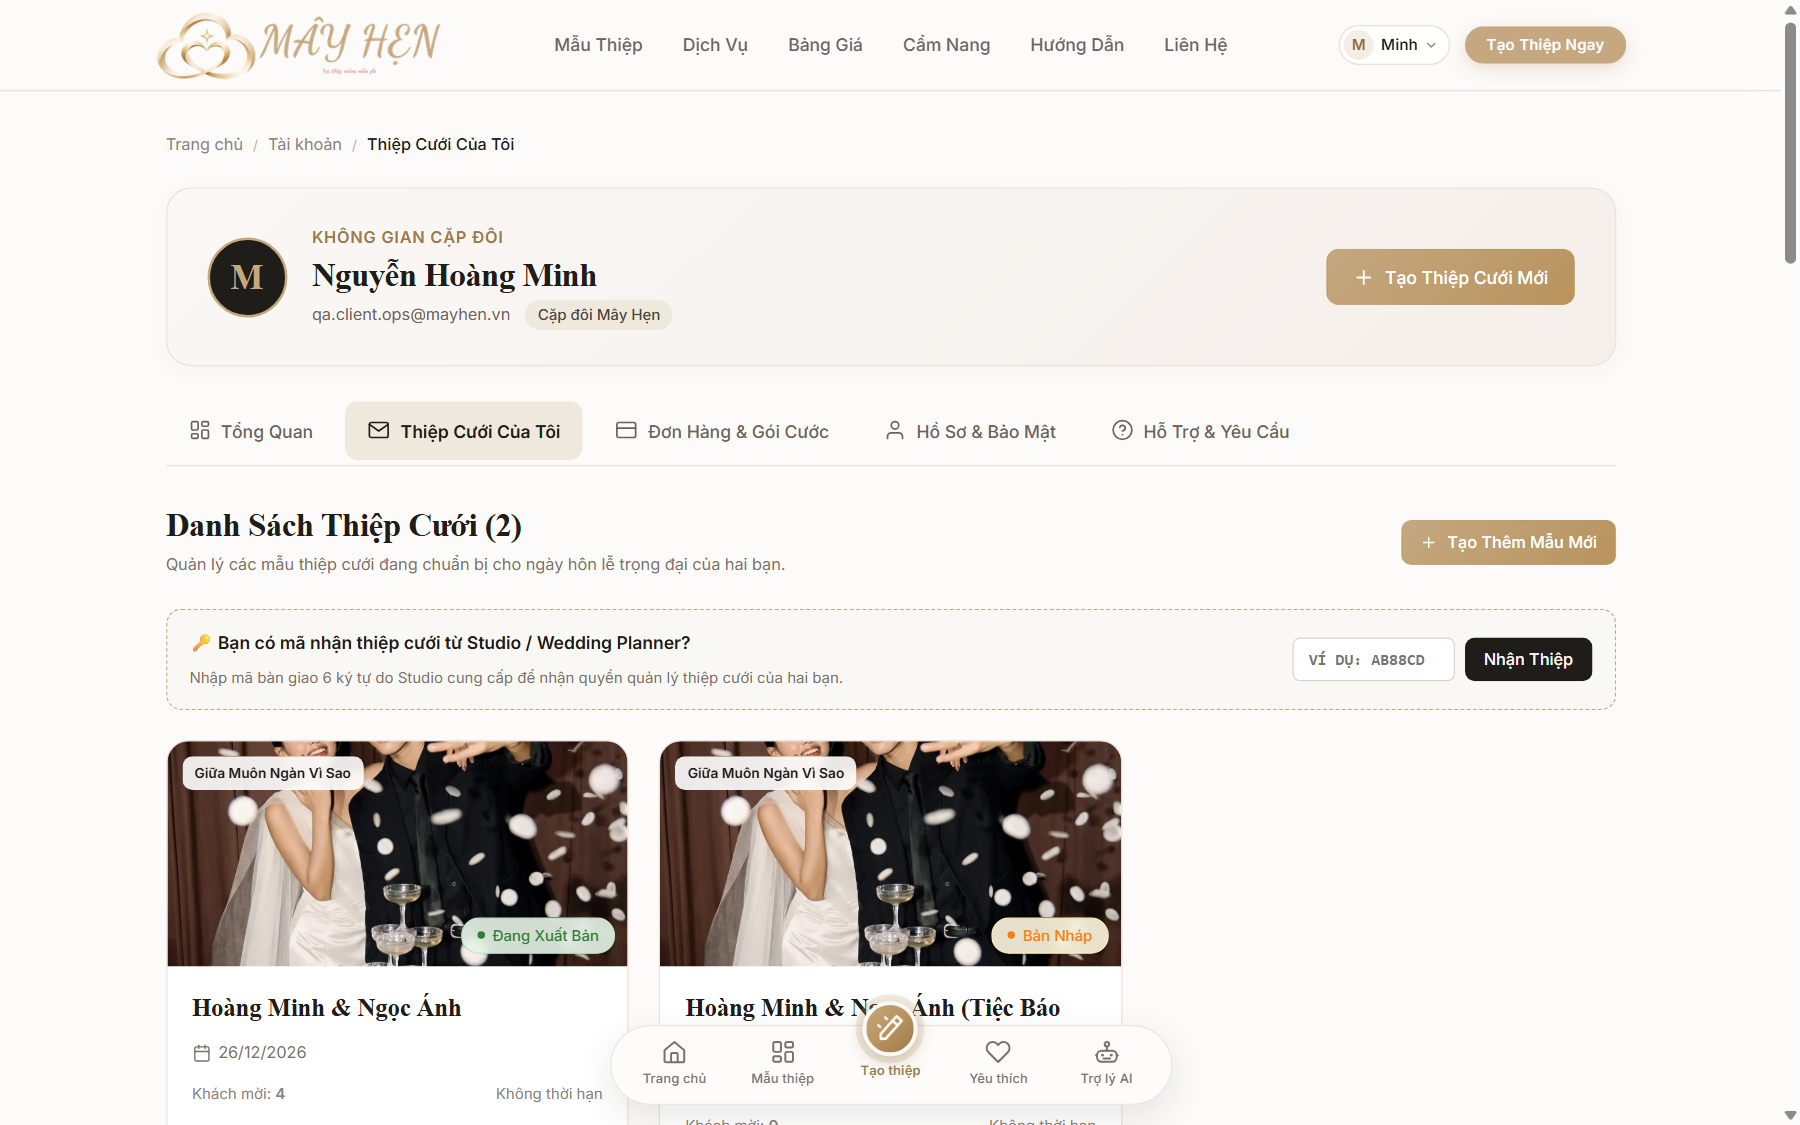 MÂY HẸN
Mẫu Thiệp
Dịch Vụ
Bảng Giá
Cẩm Nang
Hướng Dẫn
Liên Hệ
M Minh
Tạo Thiệp Ngay
Trang chủ / Tài khoản / Thiệp Cưới Của Tôi
M
KHÔNG GIAN CẶP ĐÔI
Nguyễn Hoàng Minh
qa.client.ops@mayhen.vn
Cặp đôi Mây Hẹn
+ Tạo Thiệp Cưới Mới
Tổng Quan
Thiệp Cưới Của Tôi
Đơn Hàng & Gói Cước
Hồ Sơ & Bảo Mật
Hỗ Trợ & Yêu Cầu
Danh Sách Thiệp Cưới (2)
Quản lý các mẫu thiệp cưới đang chuẩn bị cho ngày hôn lễ trọng đại của hai bạn.
+ Tạo Thêm Mẫu Mới
🔑 Bạn có mã nhận thiệp cưới từ Studio / Wedding Planner?
Nhập mã bàn giao 6 ký tự do Studio cung cấp để nhận quyền quản lý thiệp cưới của hai bạn.
VÍ DỤ: AB88CD
Nhận Thiệp
Giữa Muôn Ngàn Vì Sao
Đang Xuất Bản
Hoàng Minh & Ngọc Ánh
26/12/2026
Khách mời: 4
Không thời hạn
Giữa Muôn Ngàn Vì Sao
Bản Nháp
Hoàng Minh & Ngọc Ánh (Tiệc Báo
Khách mời: 0
Không thời hạn
Trang chủ
Mẫu thiệp
Tạo thiệp
Yêu thích
Trợ lý AI